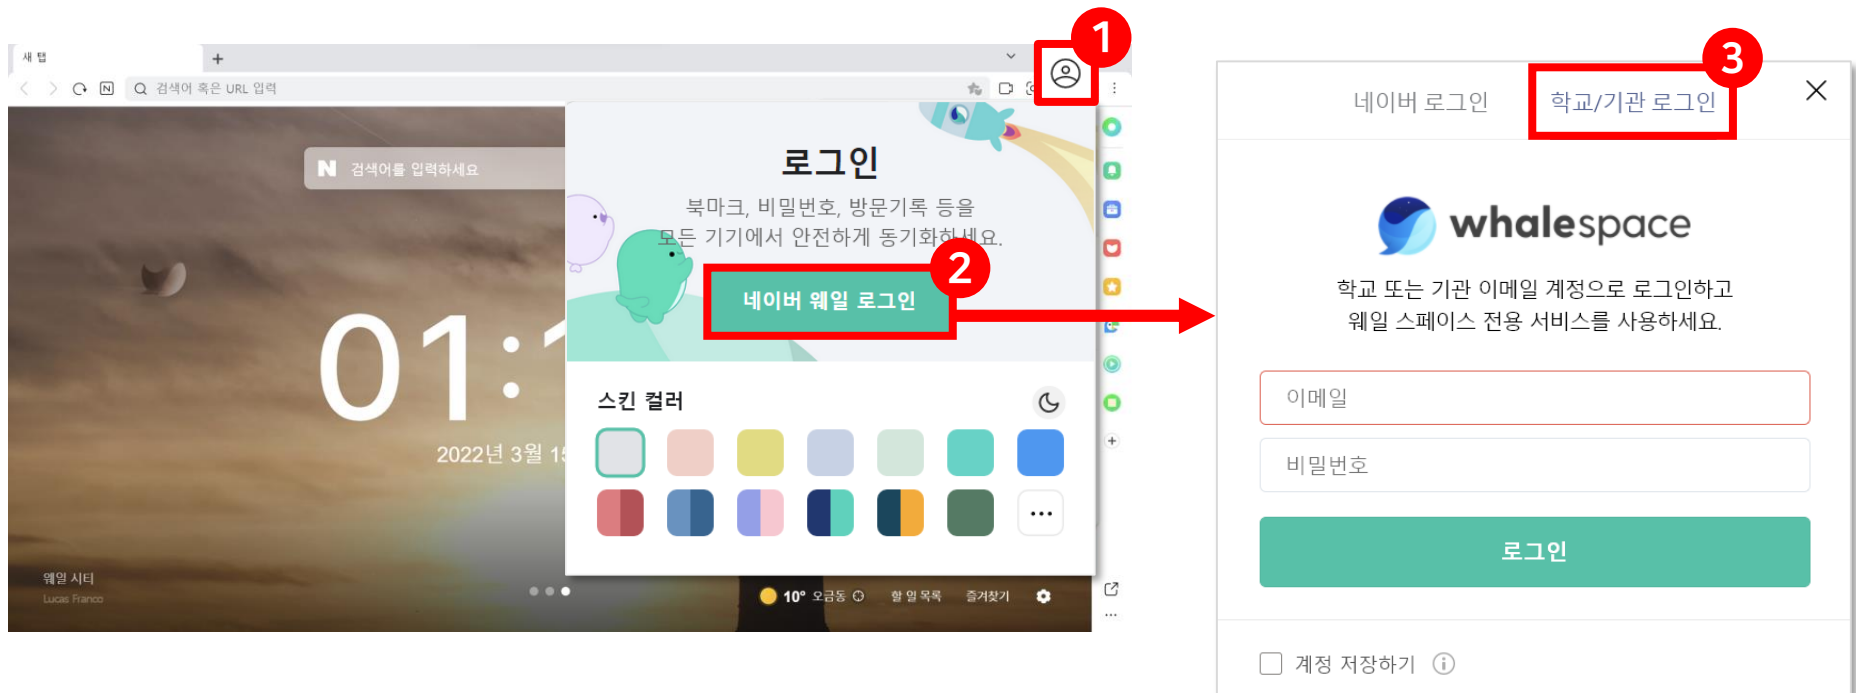 1
새 탭
검색어 혹은 URL 입력
N 검색어를 입력하세요
로그인
북마크, 비밀번호, 방문기록 등을
모든 기기에서 안전하게 동기화하세요.
2
네이버 웨일 로그인
01:1
2022년 3월 15
스킨 컬러
웨일 시티
Lucas Franco
10° 오금동
할 일 목록
즐겨찾기
3
네이버 로그인
학교/기관 로그인
whalespace
학교 또는 기관 이메일 계정으로 로그인하고
웨일 스페이스 전용 서비스를 사용하세요.
이메일
비밀번호
로그인
계정 저장하기